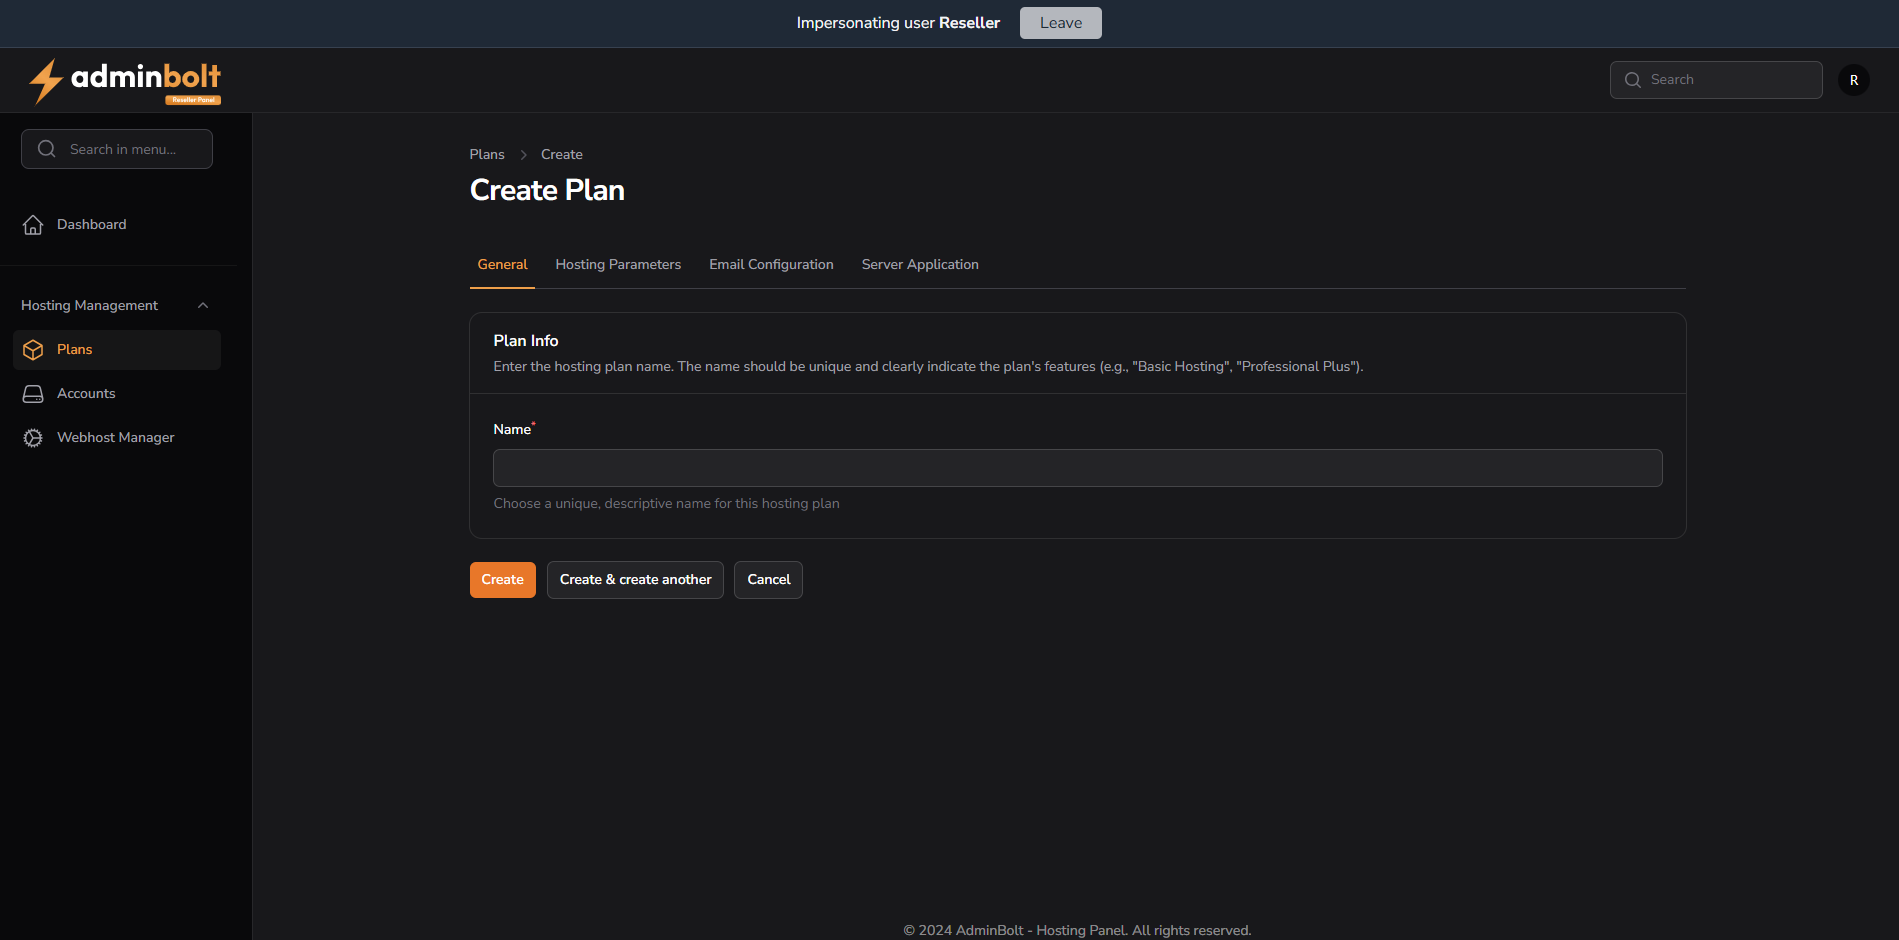 Impersonating user Reseller
Leave
adminbolt
Reseller Panel
Search
R
Search in menu...
Dashboard
Hosting Management
Plans
Accounts
Webhost Manager
Plans > Create
Create Plan
General
Hosting Parameters
Email Configuration
Server Application
Plan Info
Enter the hosting plan name. The name should be unique and clearly indicate the plan's features (e.g., "Basic Hosting", "Professional Plus").
Name*
Choose a unique, descriptive name for this hosting plan
Create
Create & create another
Cancel
© 2024 AdminBolt - Hosting Panel. All rights reserved.